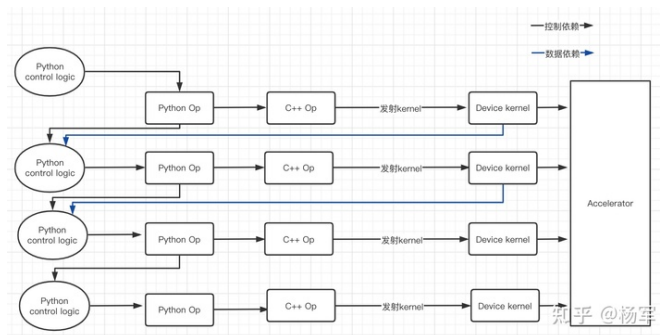 控制依赖
数据依赖
Python
control logic
Python Op
C++ Op
发射kernel
Device kernel
Python
control logic
Python Op
C++ Op
发射kernel
Device kernel
Accelerator
Python
control logic
Python Op
C++ Op
发射kernel
Device kernel
Python
control logic
Python Op
C++ Op
发射kernel
Device kernel
知乎 @杨军